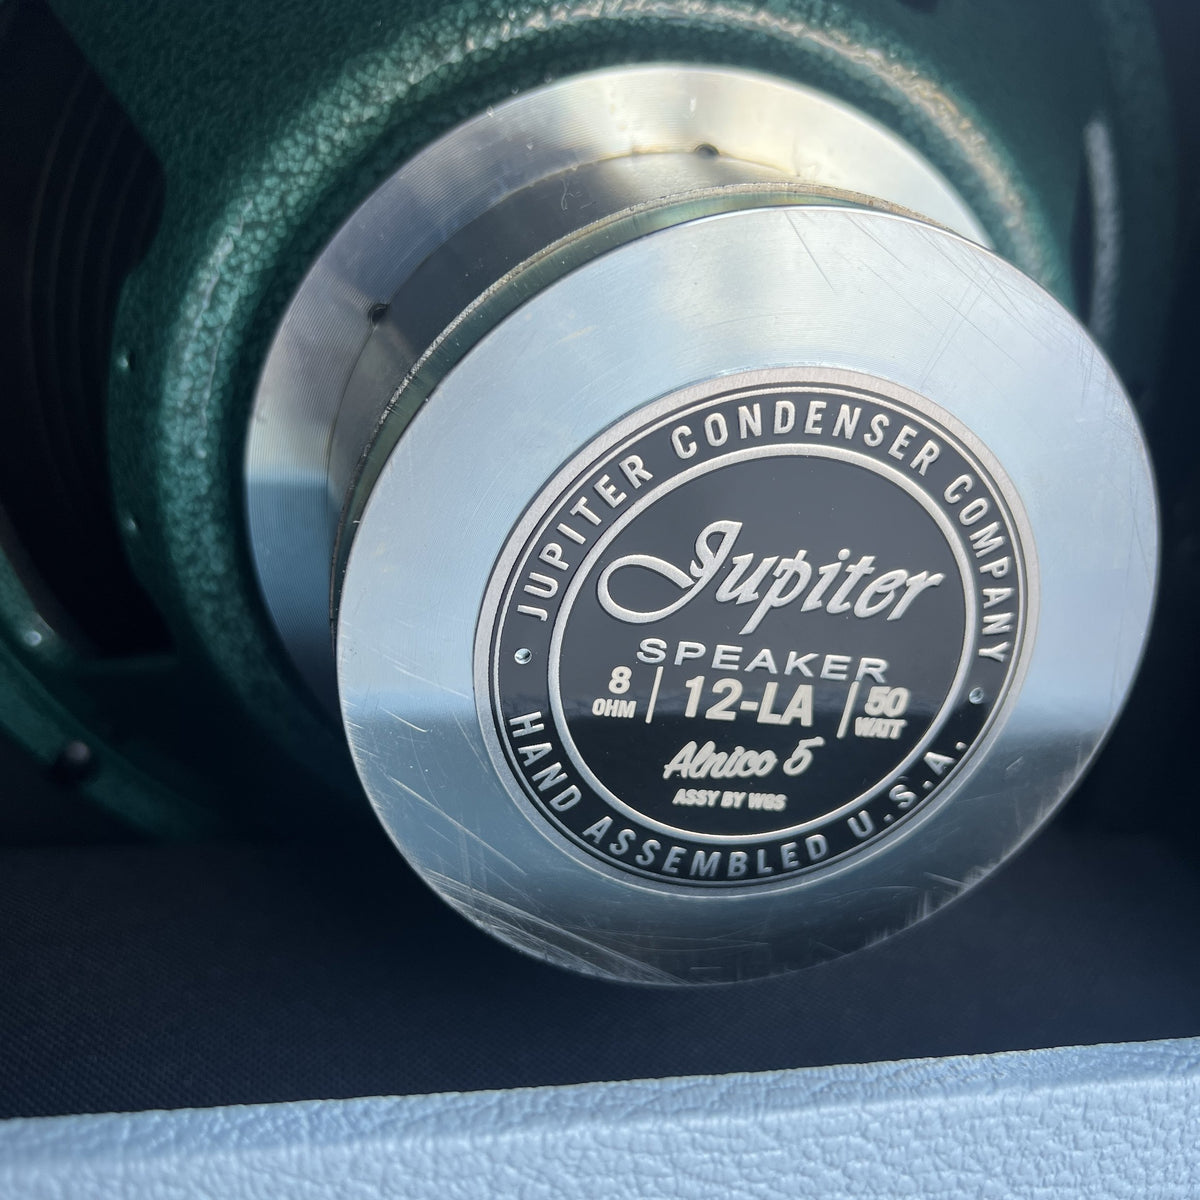 JUPITER CONDENSER COMPANY
Jupiter
SPEAKER
8 OHM | 12-LA | 50 WATT
Alnico 5
ASSY BY WGS
HAND ASSEMBLED U.S.A.